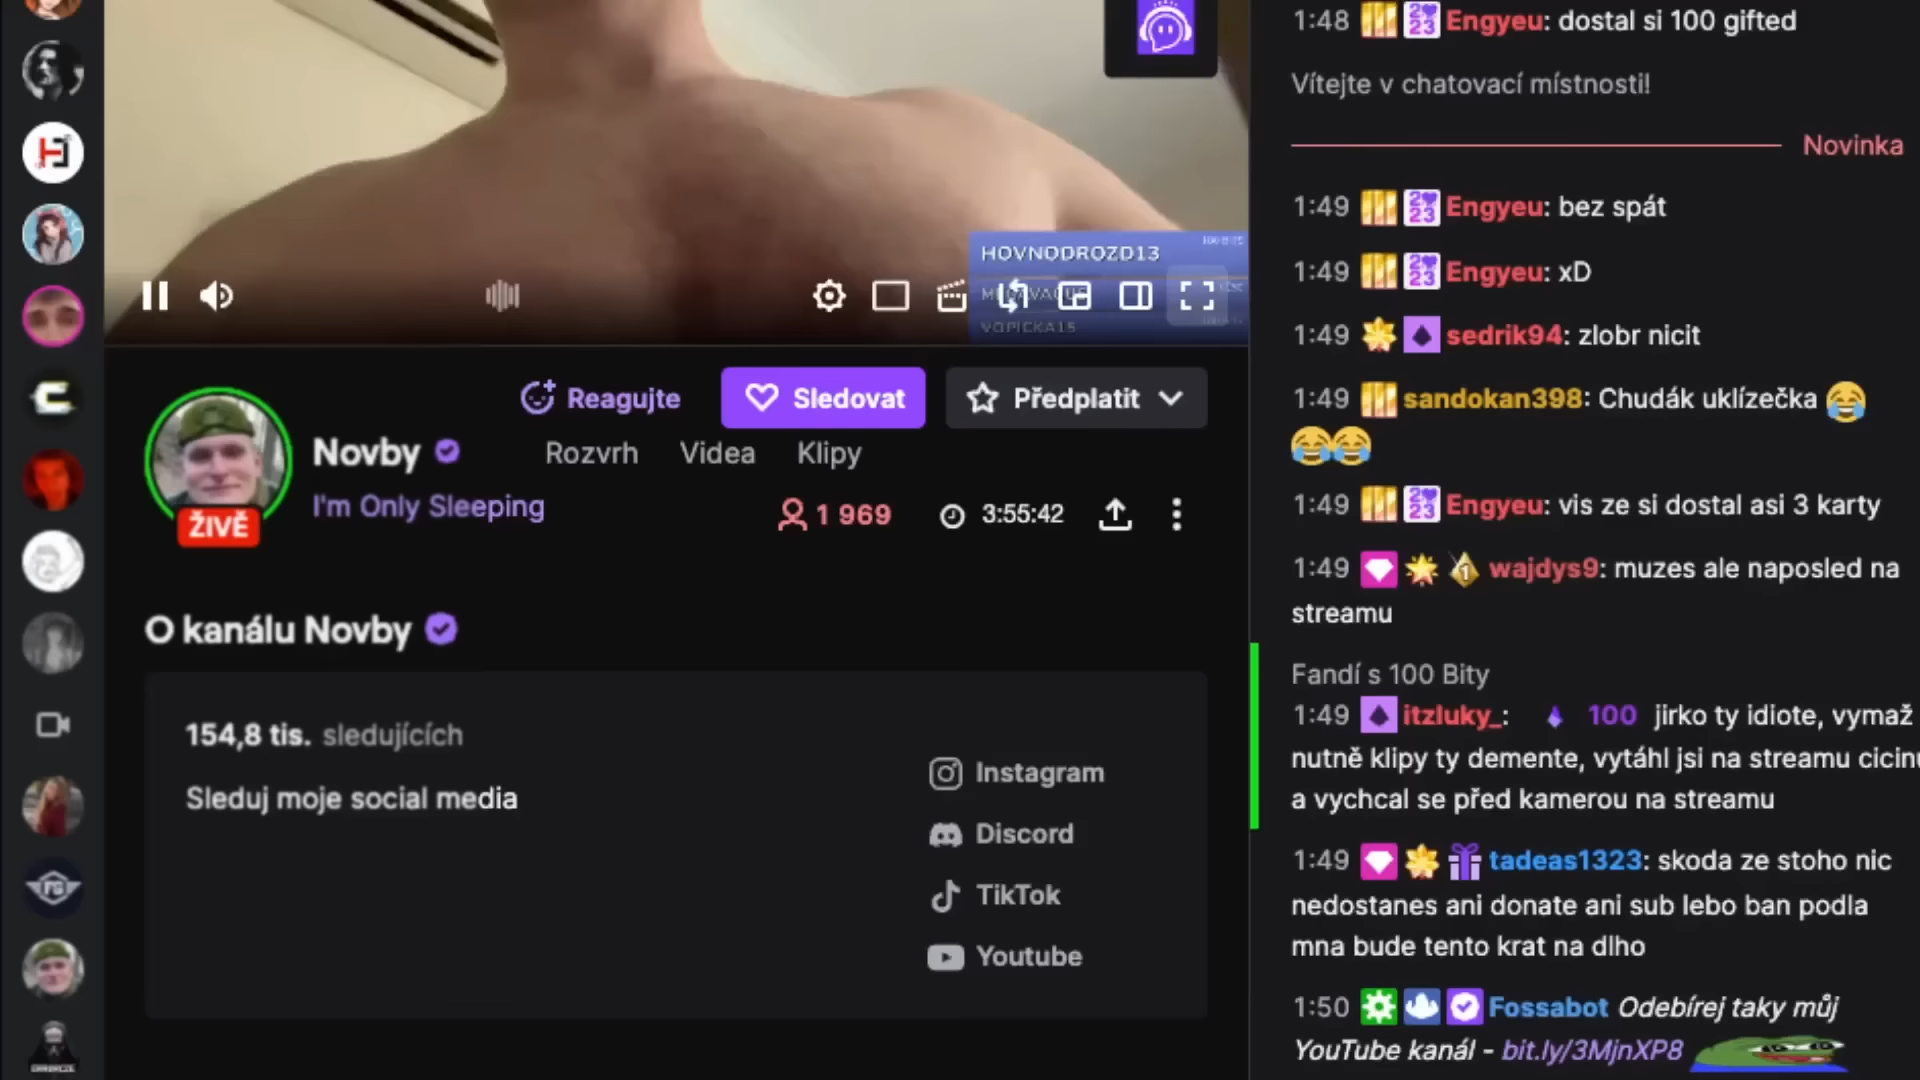 HOVNODROZD13
VOPICKA15
Reagujte
Sledovat
Předplatit
Novby
Rozvrh
Videa
Klipy
I'm Only Sleeping
1 969
3:55:42
ŽIVĚ
O kanálu Novby
154,8 tis. sledujících
Sleduj moje social media
Instagram
Discord
TikTok
Youtube
1:48 Engyeu: dostal si 100 gifted
Vítejte v chatovací místnosti!
Novinka
1:49 Engyeu: bez spát
1:49 Engyeu: xD
1:49 sedrik94: zlobr nicit
1:49 sandokan398: Chudák uklízečka
1:49 Engyeu: vis ze si dostal asi 3 karty
1:49 wajdys9: muzes ale naposled na
streamu
Fandí s 100 Bity
1:49 itzluky_: 100 jirko ty idiote, vymaž
nutně klipy ty demente, vytáhl jsi na streamu cicinu
a vychcal se před kamerou na streamu
1:49 tadeas1323: skoda ze stoho nic
nedostanes ani donate ani sub lebo ban podla
mna bude tento krat na dlho
1:50 Fossabot Odebírej taky můj
YouTube kanál - bit.ly/3MjnXP8